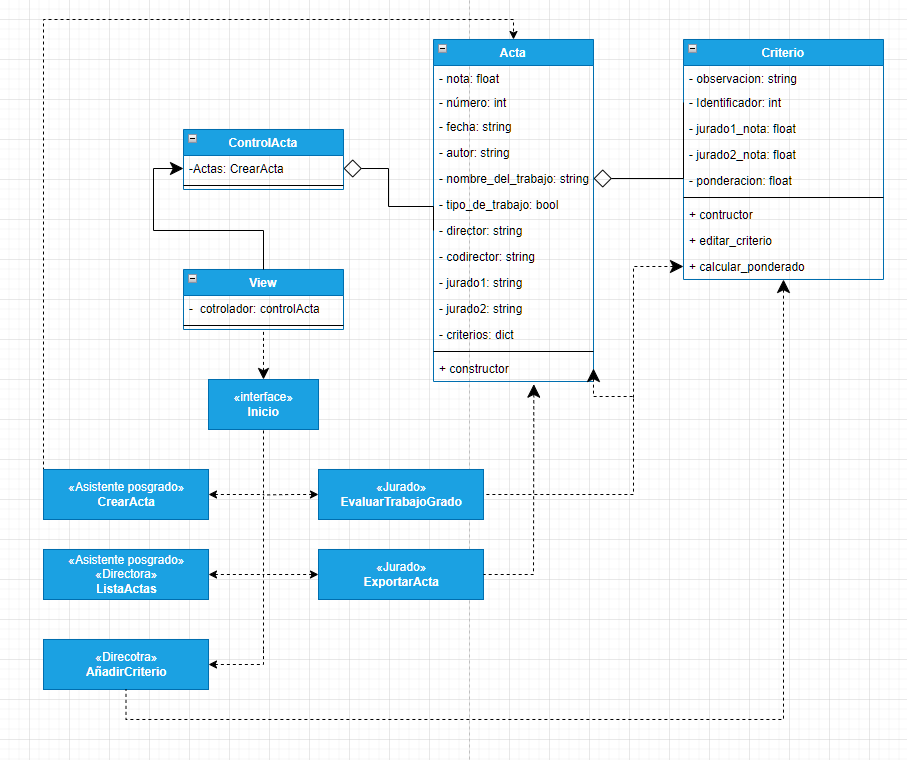 Acta
- nota: float
- número: int
- fecha: string
- autor: string
- nombre_del_trabajo: string
- tipo_de_trabajo: bool
- director: string
- codirector: string
- jurado1: string
- jurado2: string
- criterios: dict
+ constructor
Criterio
- observacion: string
- Identificador: int
- jurado1_nota: float
- jurado2_nota: float
- ponderacion: float
+ contructor
+ editar_criterio
+ calcular_ponderado
ControlActa
-Actas: CrearActa
View
- cotrolador: controlActa
«interface»
Inicio
«Asistente posgrado»
CrearActa
«Jurado»
EvaluarTrabajoGrado
«Asistente posgrado»
«Directora»
ListaActas
«Jurado»
ExportarActa
«Direcotra»
AñadirCriterio